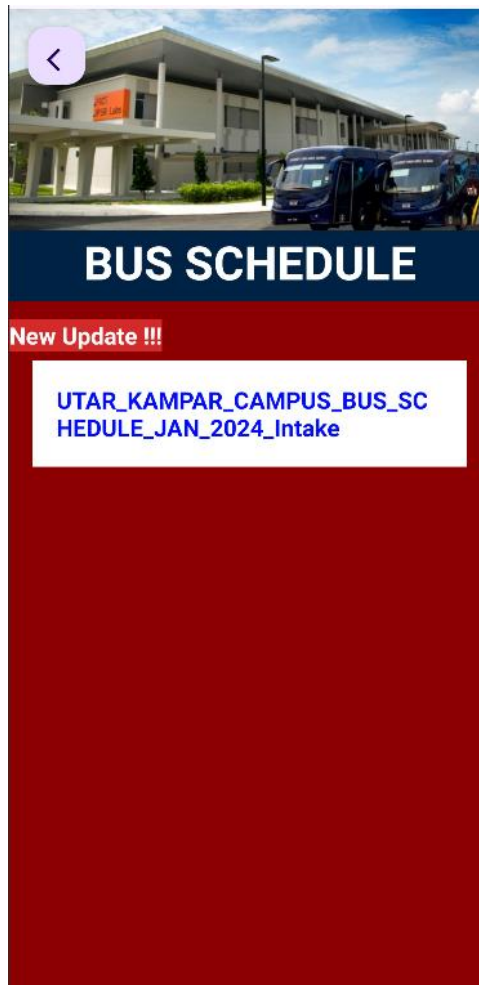 BUS SCHEDULE
New Update !!!
UTAR_KAMPAR_CAMPUS_BUS_SC
HEDULE_JAN_2024_Intake